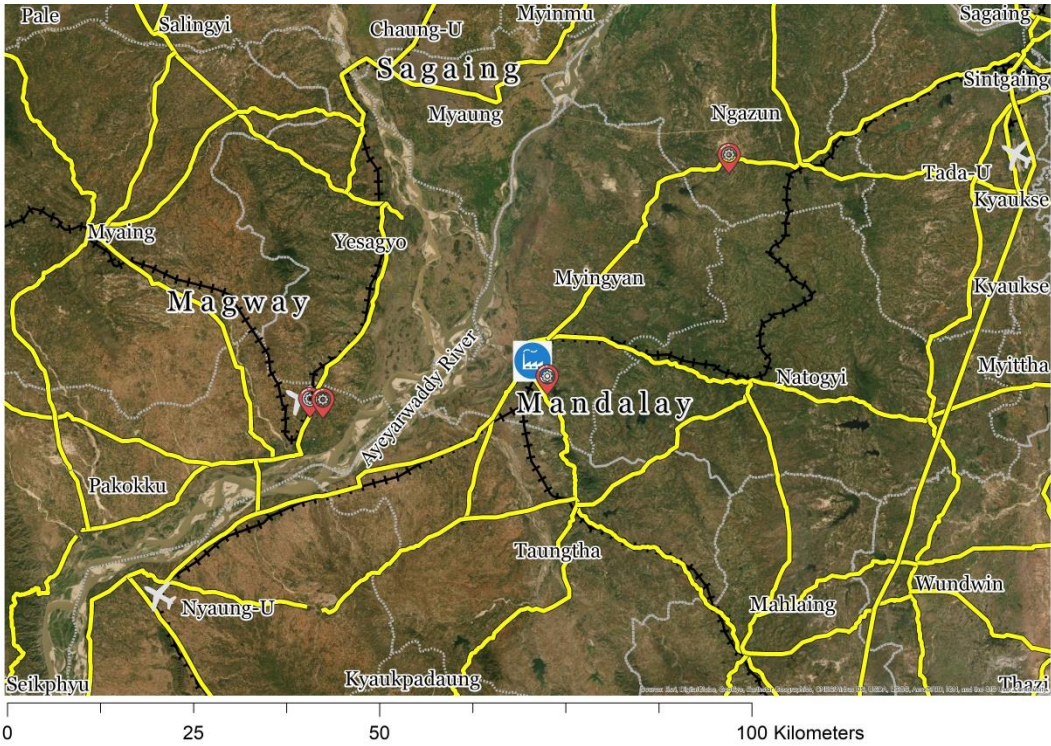 Pale
Salingyi
Chaung-U
Myinmu
Sagaing
Sagaing
Sintgaing
Myaung
Ngazun
Tada-U
Kyaukse
Myaing
Yesagyo
Myingyan
Kyaukse
Magway
Ayeyarwaddy River
Myittha
Natogyi
Mandalay
Pakokku
Taungtha
Nyaung-U
Mahlaing
Wundwin
Seikphyu
Kyaukpadaung
Thazi
0 25 50 100 Kilometers